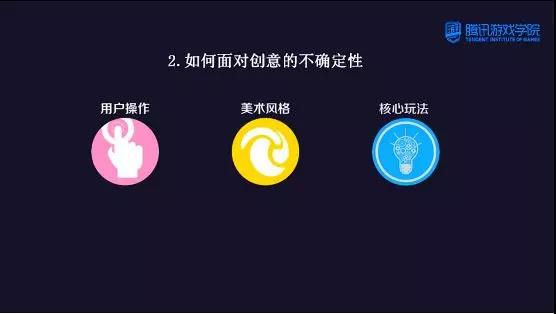 腾讯游戏学院
TENCENT INSTITUTE OF GAMES
2.如何面对创意的不确定性
用户操作
美术风格
核心玩法